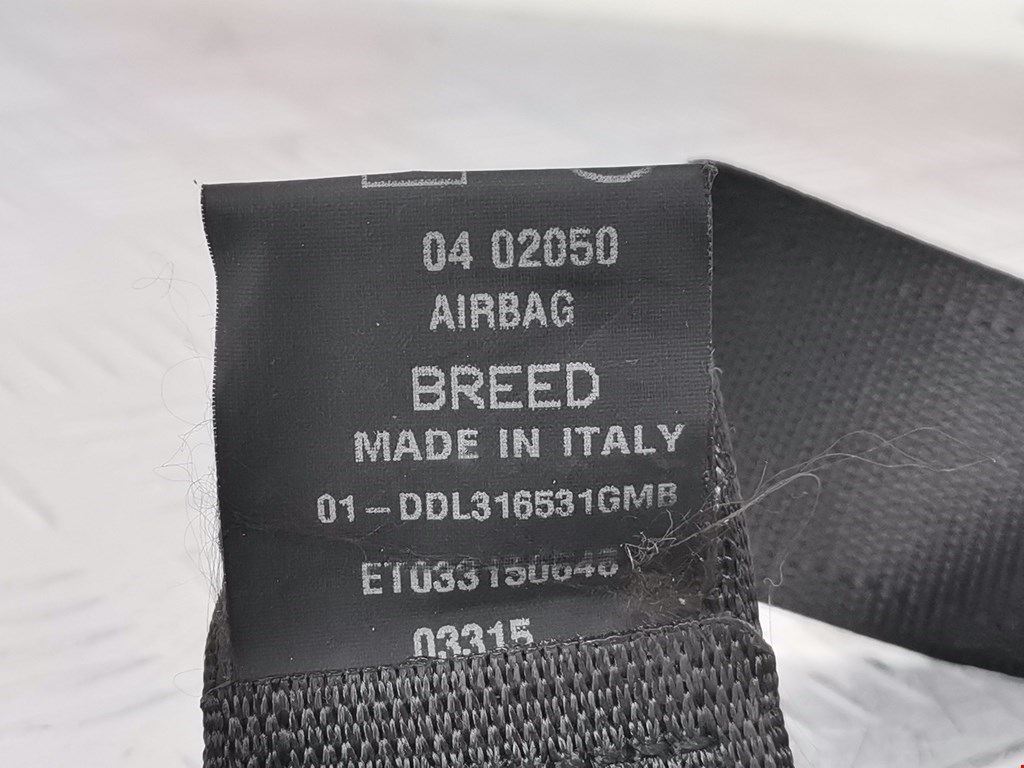 04 02050
AIRBAG
BREED
MADE IN ITALY
01-DDL316531GMB
03315